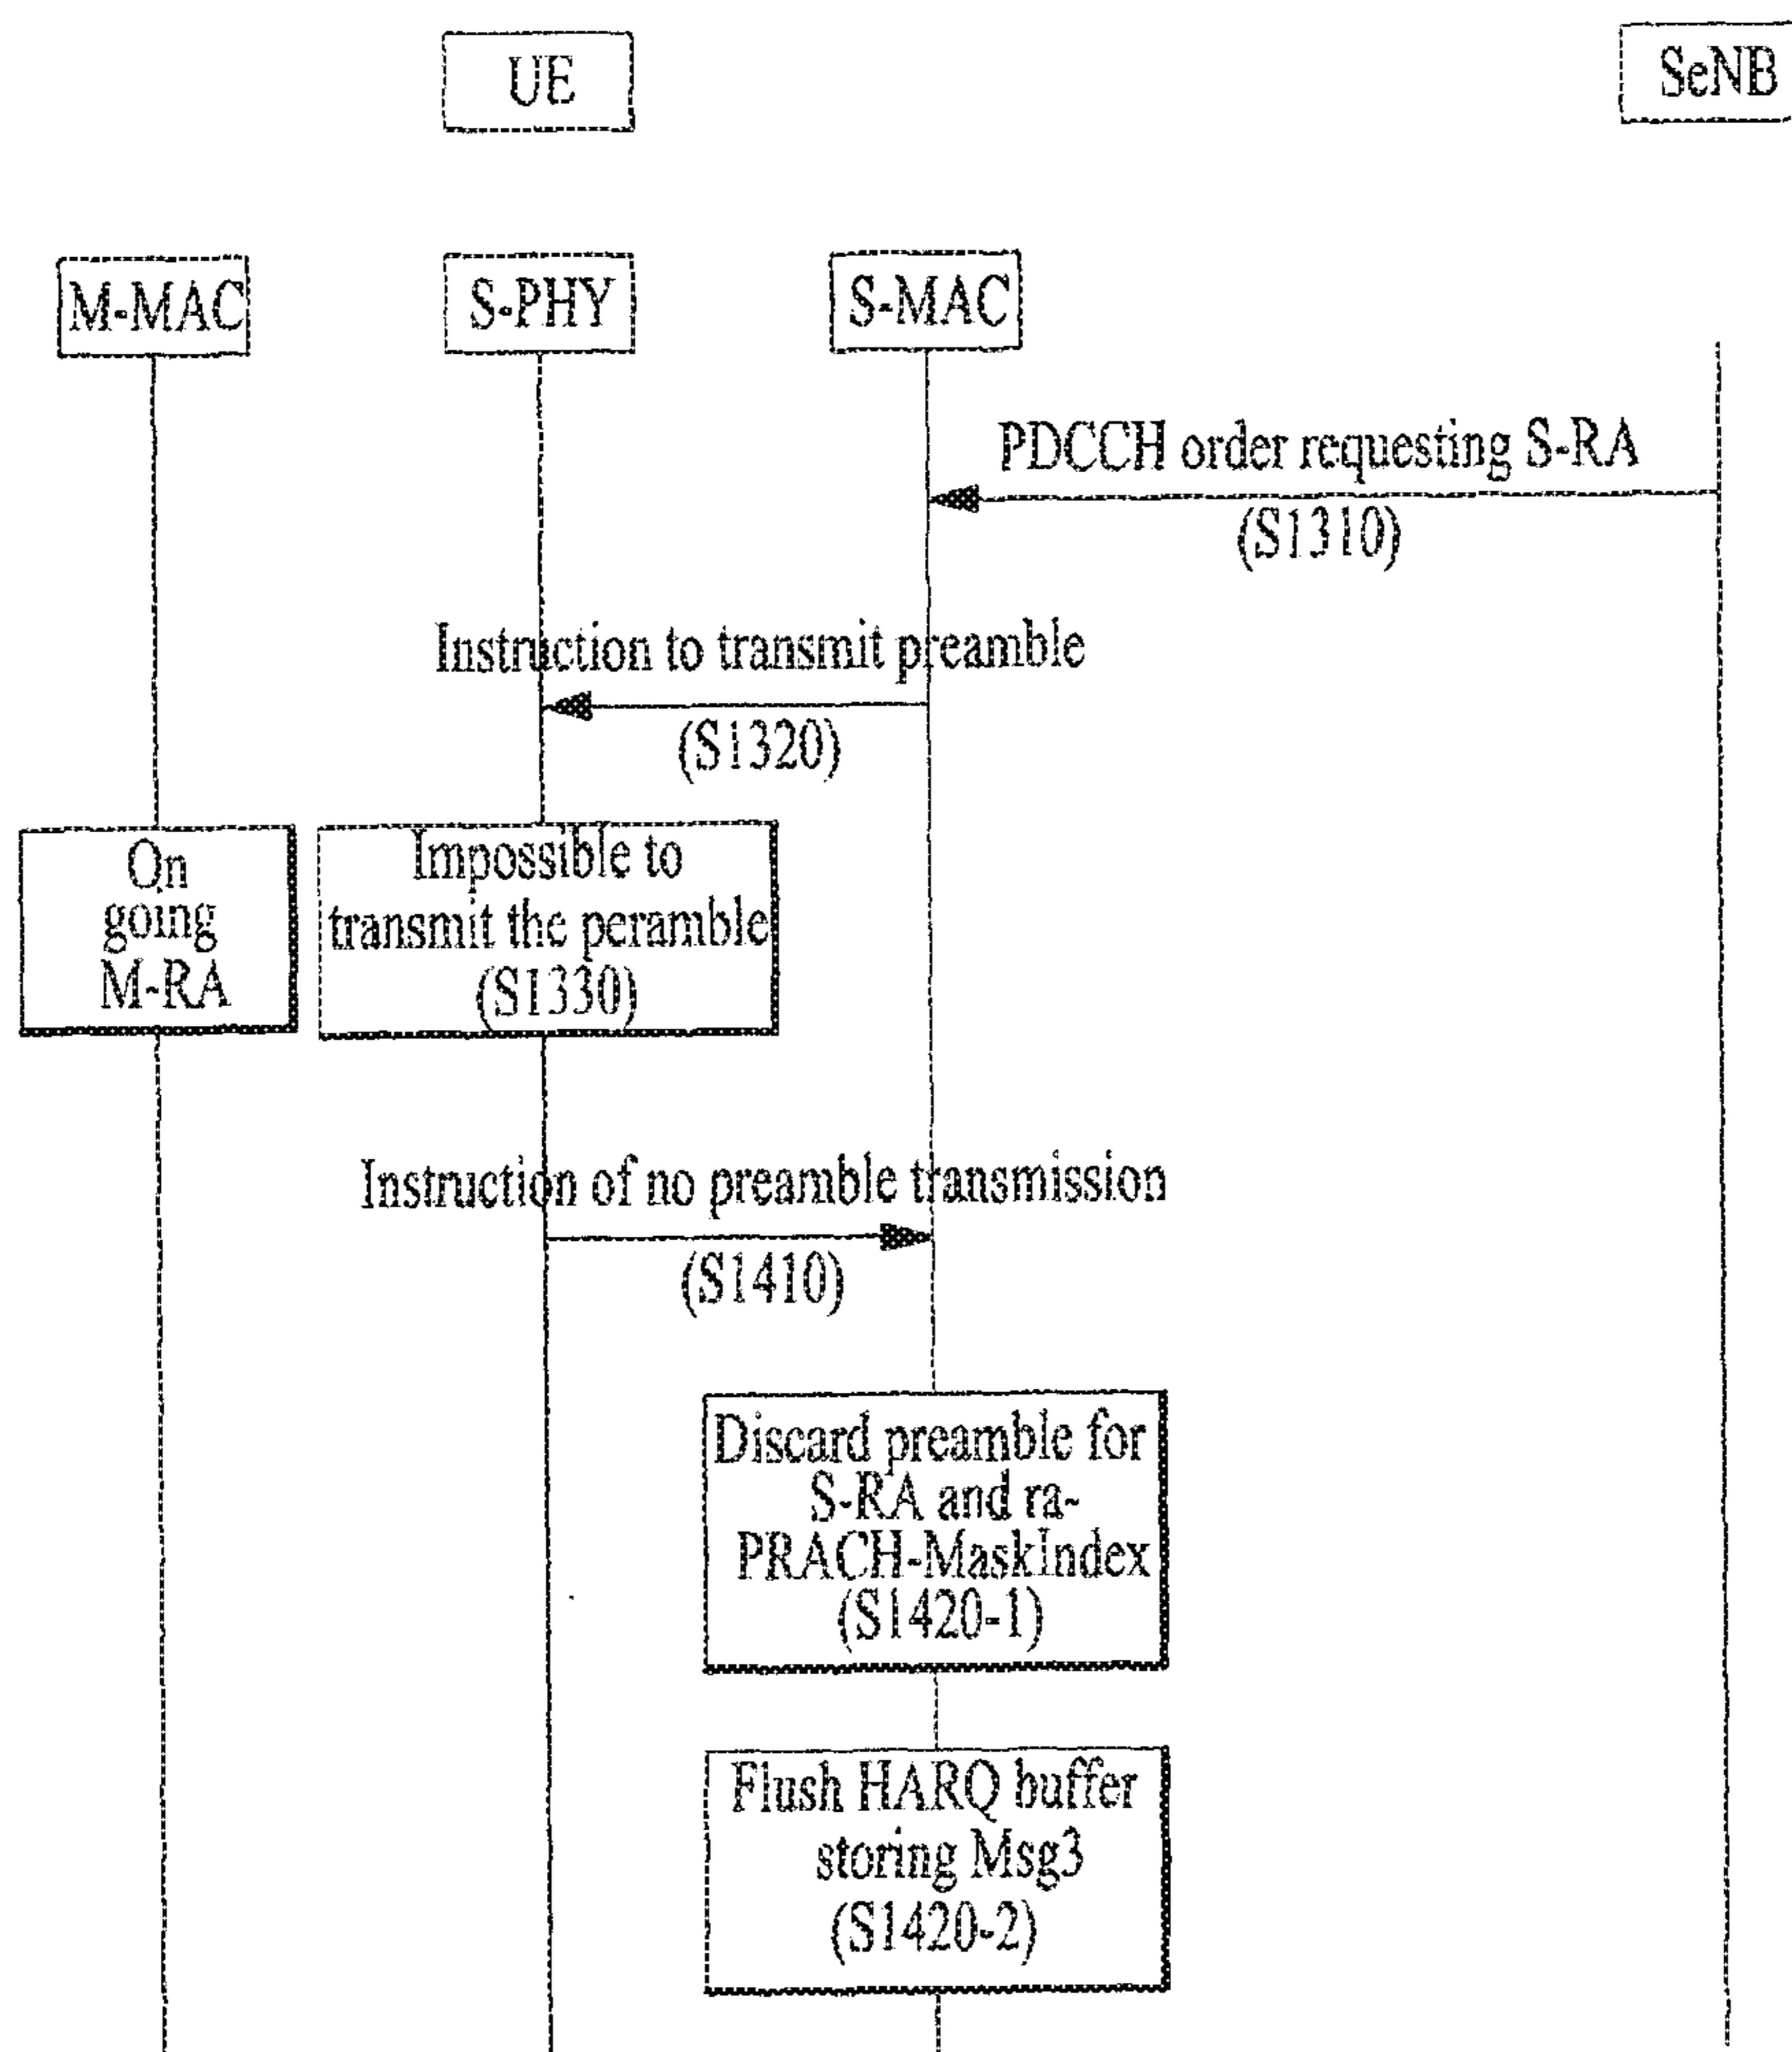 UE
SeNB
M-MAC
S-PHY
S-MAC
PDCCH order requesting S-RA
(S1310)
Instruction to transmit preamble
(S1320)
On
going
M-RA
Impossible to
transmit the peramble
(S1330)
Instruction of no preamble transmission
(S1410)
Discard preamble for
S-RA and ra-
PRACH-MaskIndex
(S1420-1)
Flush HARQ buffer
storing Msg3
(S1420-2)